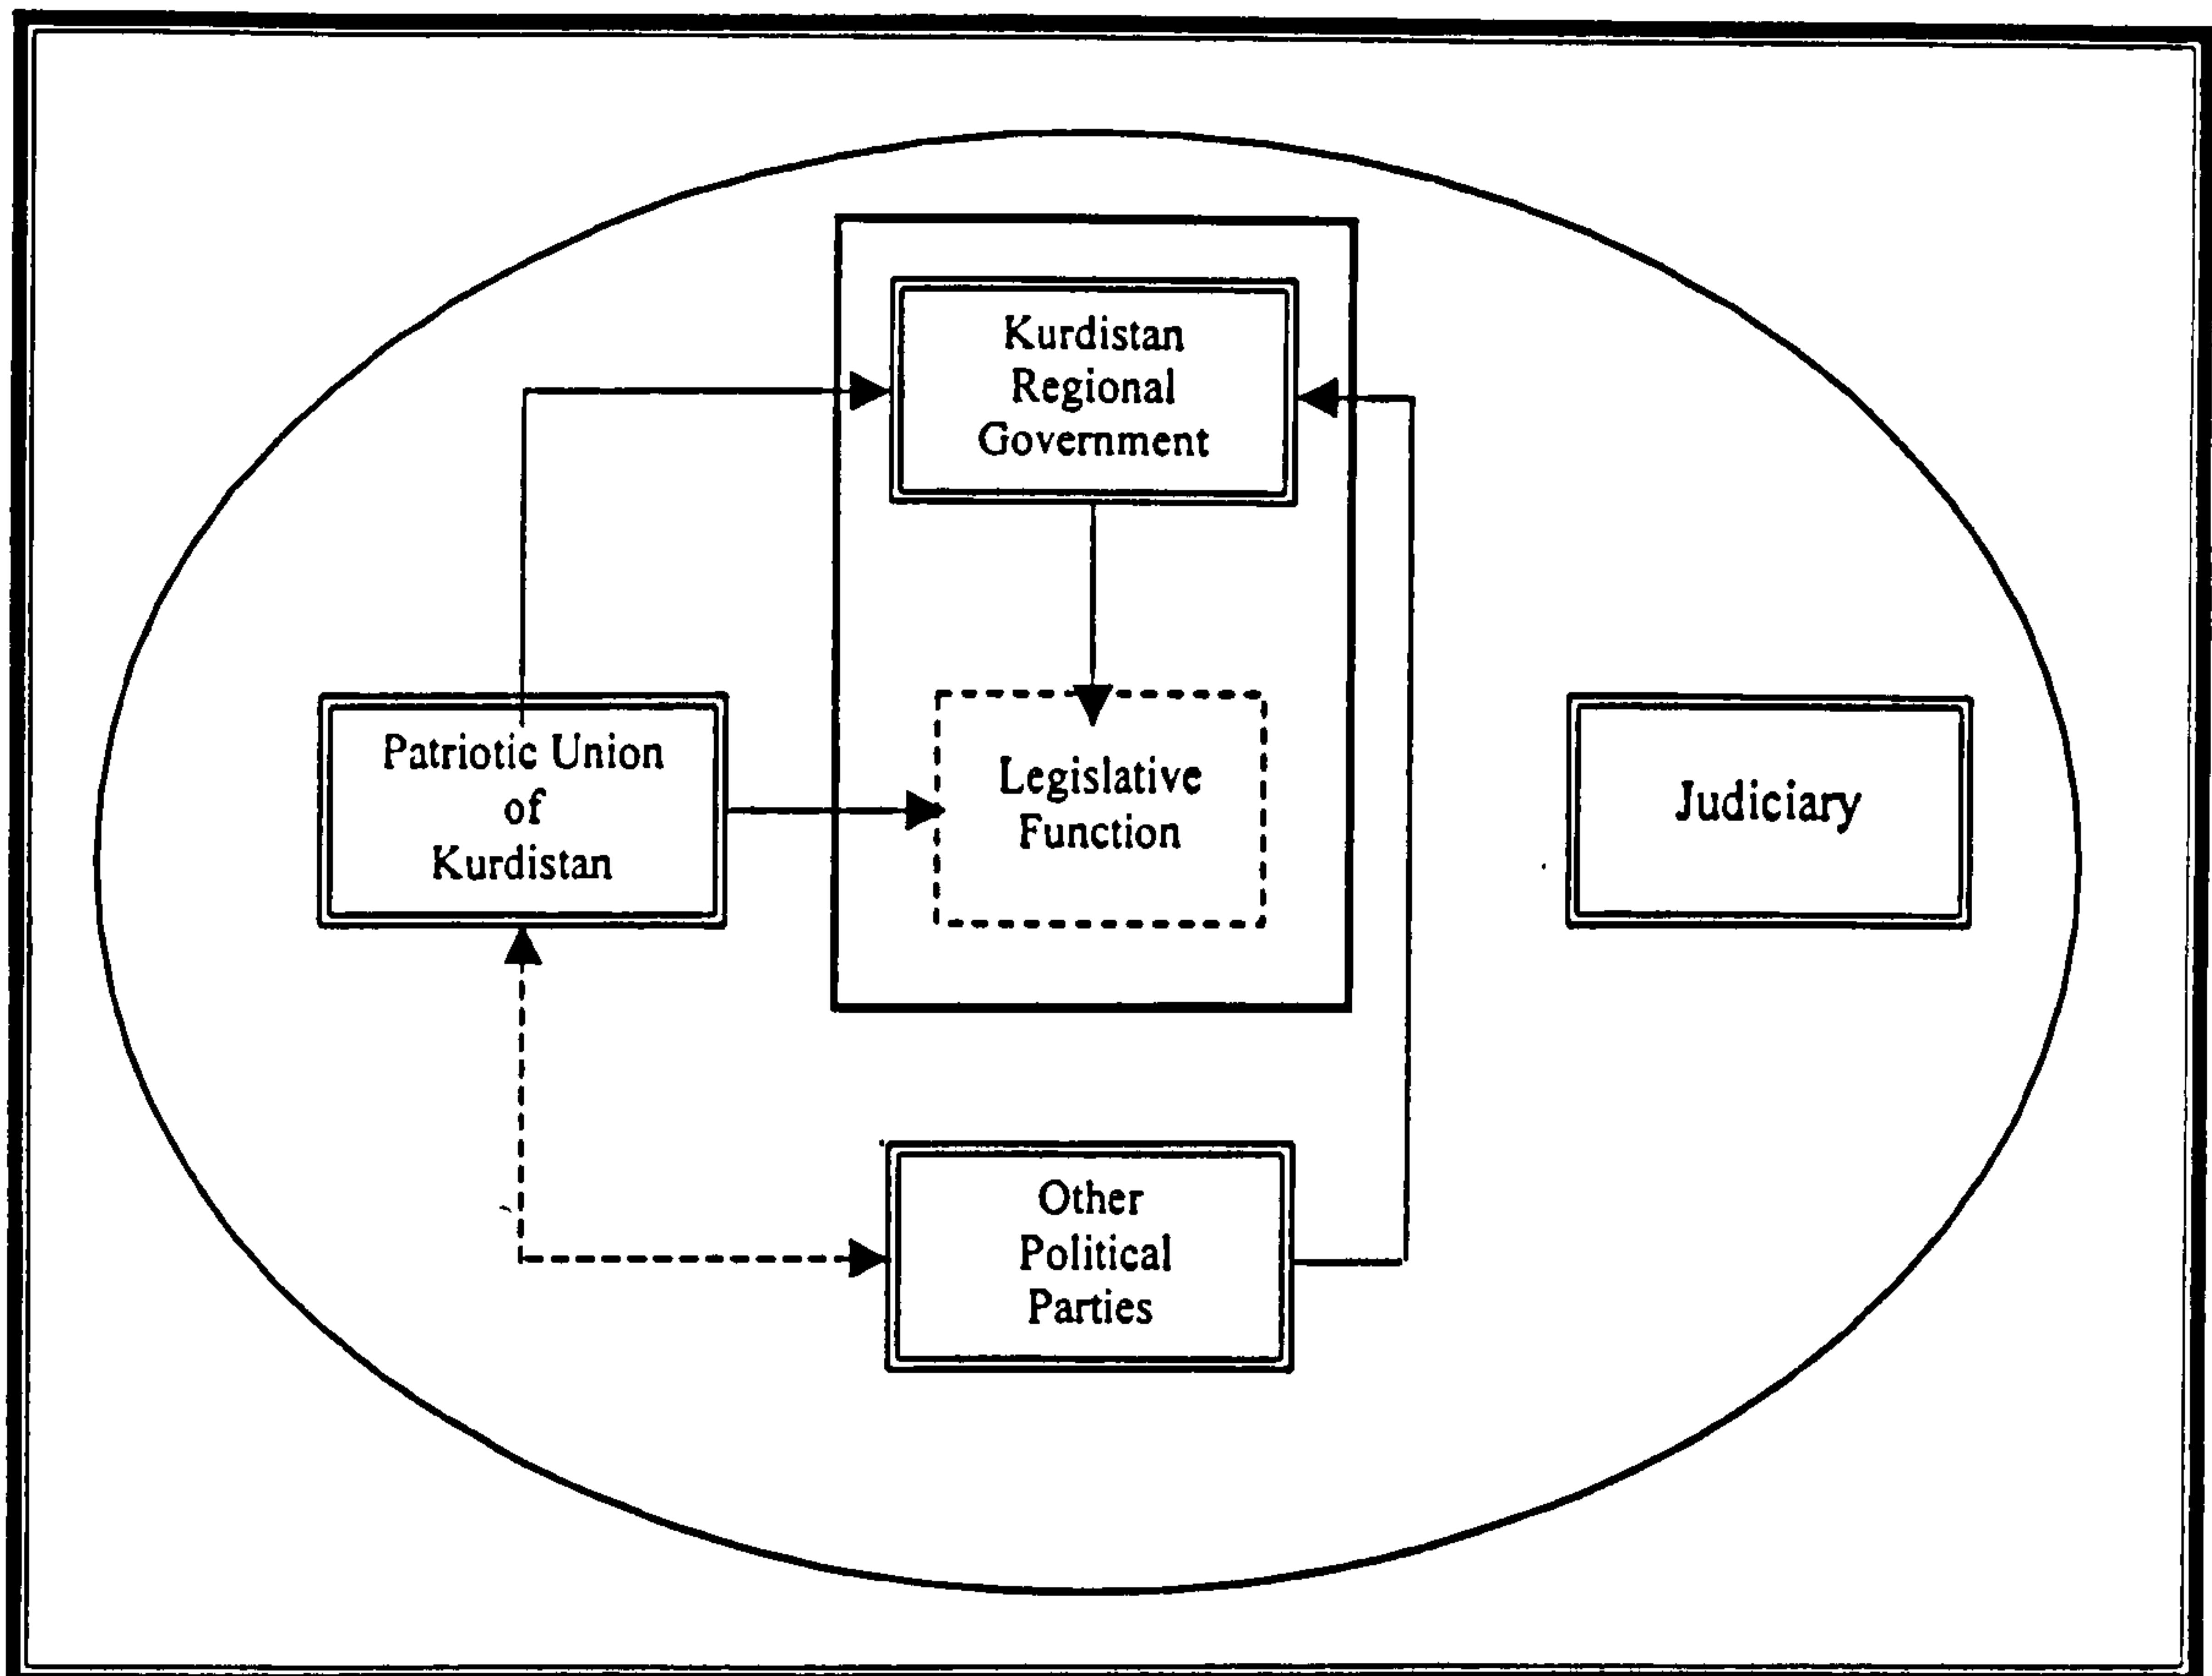 Kurdistan
Regional
Government
Patriotic Union
of
Kurdistan
Legislative
Function
Judiciary
Other
Political
Parties